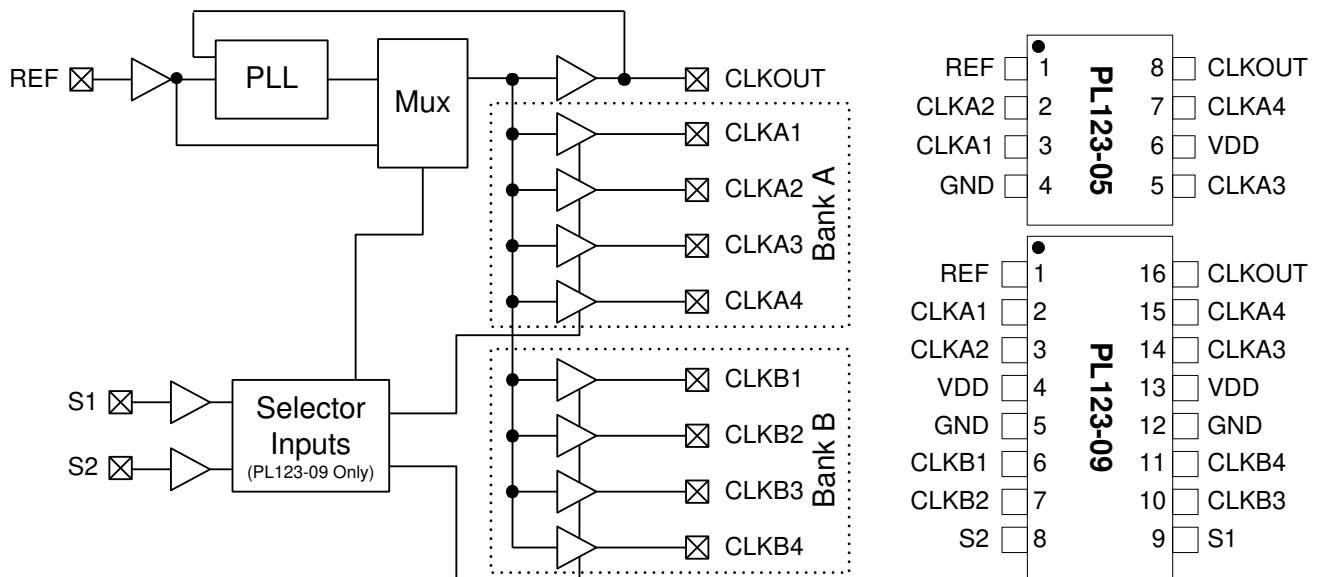 REF
PLL
Mux
CLKOUT
CLKA1
CLKA2
CLKA3
CLKA4
Bank A
S1
S2
Selector
Inputs
(PL123-09 Only)
CLKB1
CLKB2
CLKB3
CLKB4
Bank B
REF 1 8 CLKOUT
CLKA2 2 7 CLKA4
CLKA1 3 6 VDD
GND 4 5 CLKA3
PL123-05
REF 1 16 CLKOUT
CLKA1 2 15 CLKA4
CLKA2 3 14 CLKA3
VDD 4 13 VDD
GND 5 12 GND
CLKB1 6 11 CLKB4
CLKB2 7 10 CLKB3
S2 8 9 S1
PL123-09